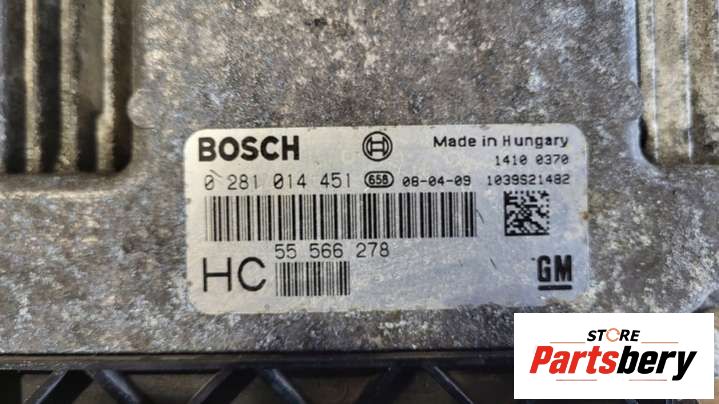 BOSCH Made in Hungary
1410 0370
0 281 014 451 658 08-04-09 1039S21482
55 566 278
HC GM
STORE
Partsbery